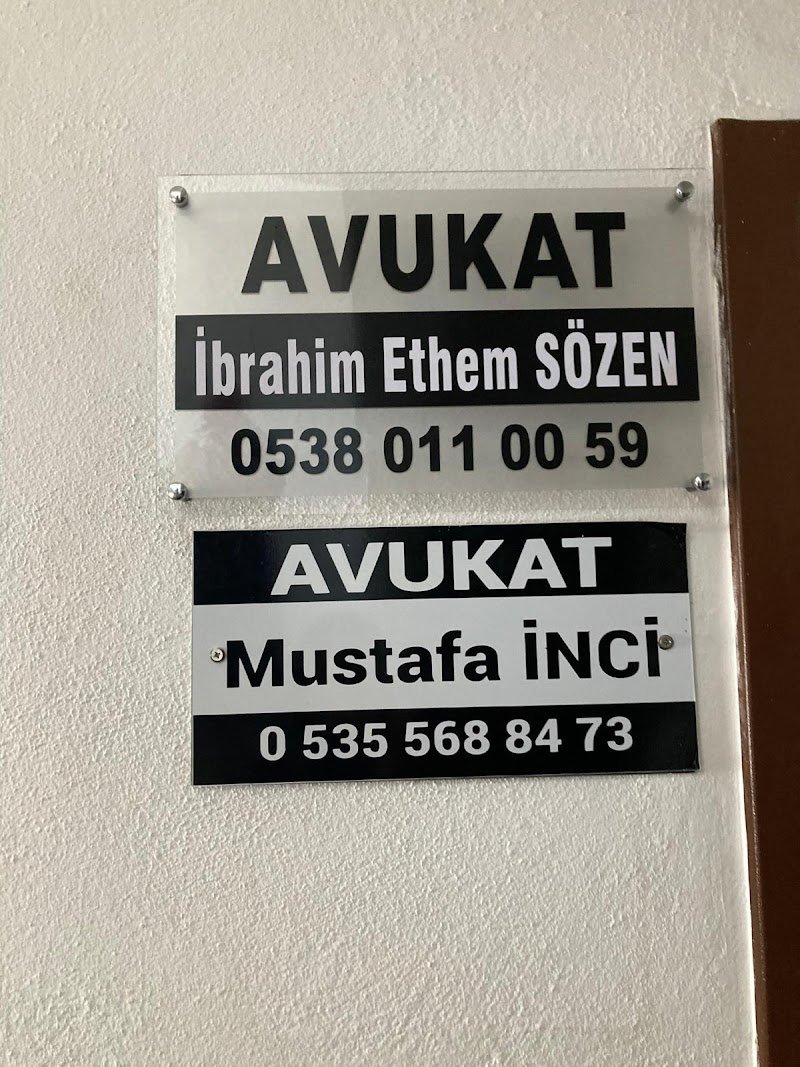 AVUKAT
İbrahim Ethem SÖZEN
0538 011 00 59
AVUKAT
Mustafa İNCİ
0 535 568 84 73